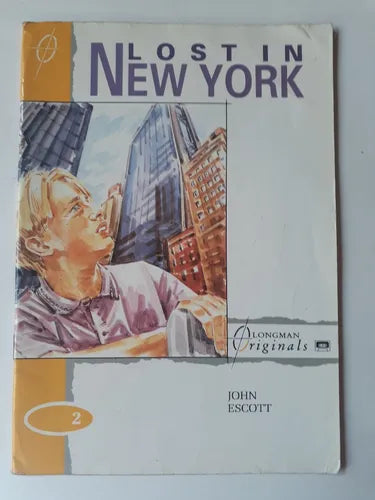 LOST IN
NEW YORK
LONGMAN
Originals
JOHN
ESCOTT
2